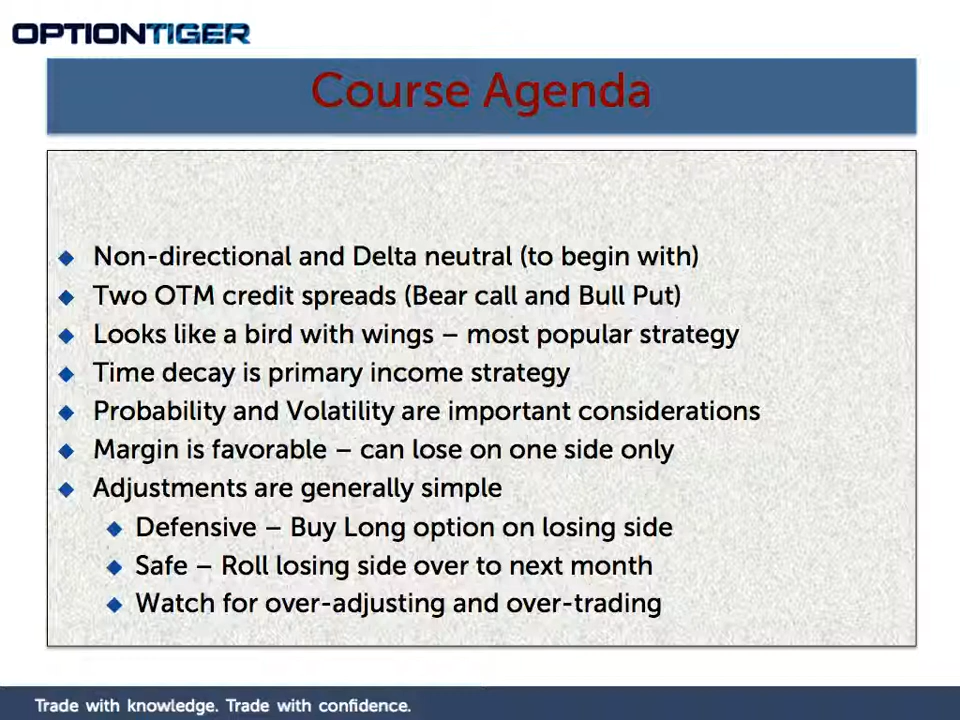 OPTIONTIGER
Course Agenda
Non-directional and Delta neutral (to begin with)
Two OTM credit spreads (Bear call and Bull Put)
Looks like a bird with wings – most popular strategy
Time decay is primary income strategy
Probability and Volatility are important considerations
Margin is favorable – can lose on one side only
Adjustments are generally simple
Defensive – Buy Long option on losing side
Safe – Roll losing side over to next month
Watch for over-adjusting and over-trading
Trade with knowledge. Trade with confidence.